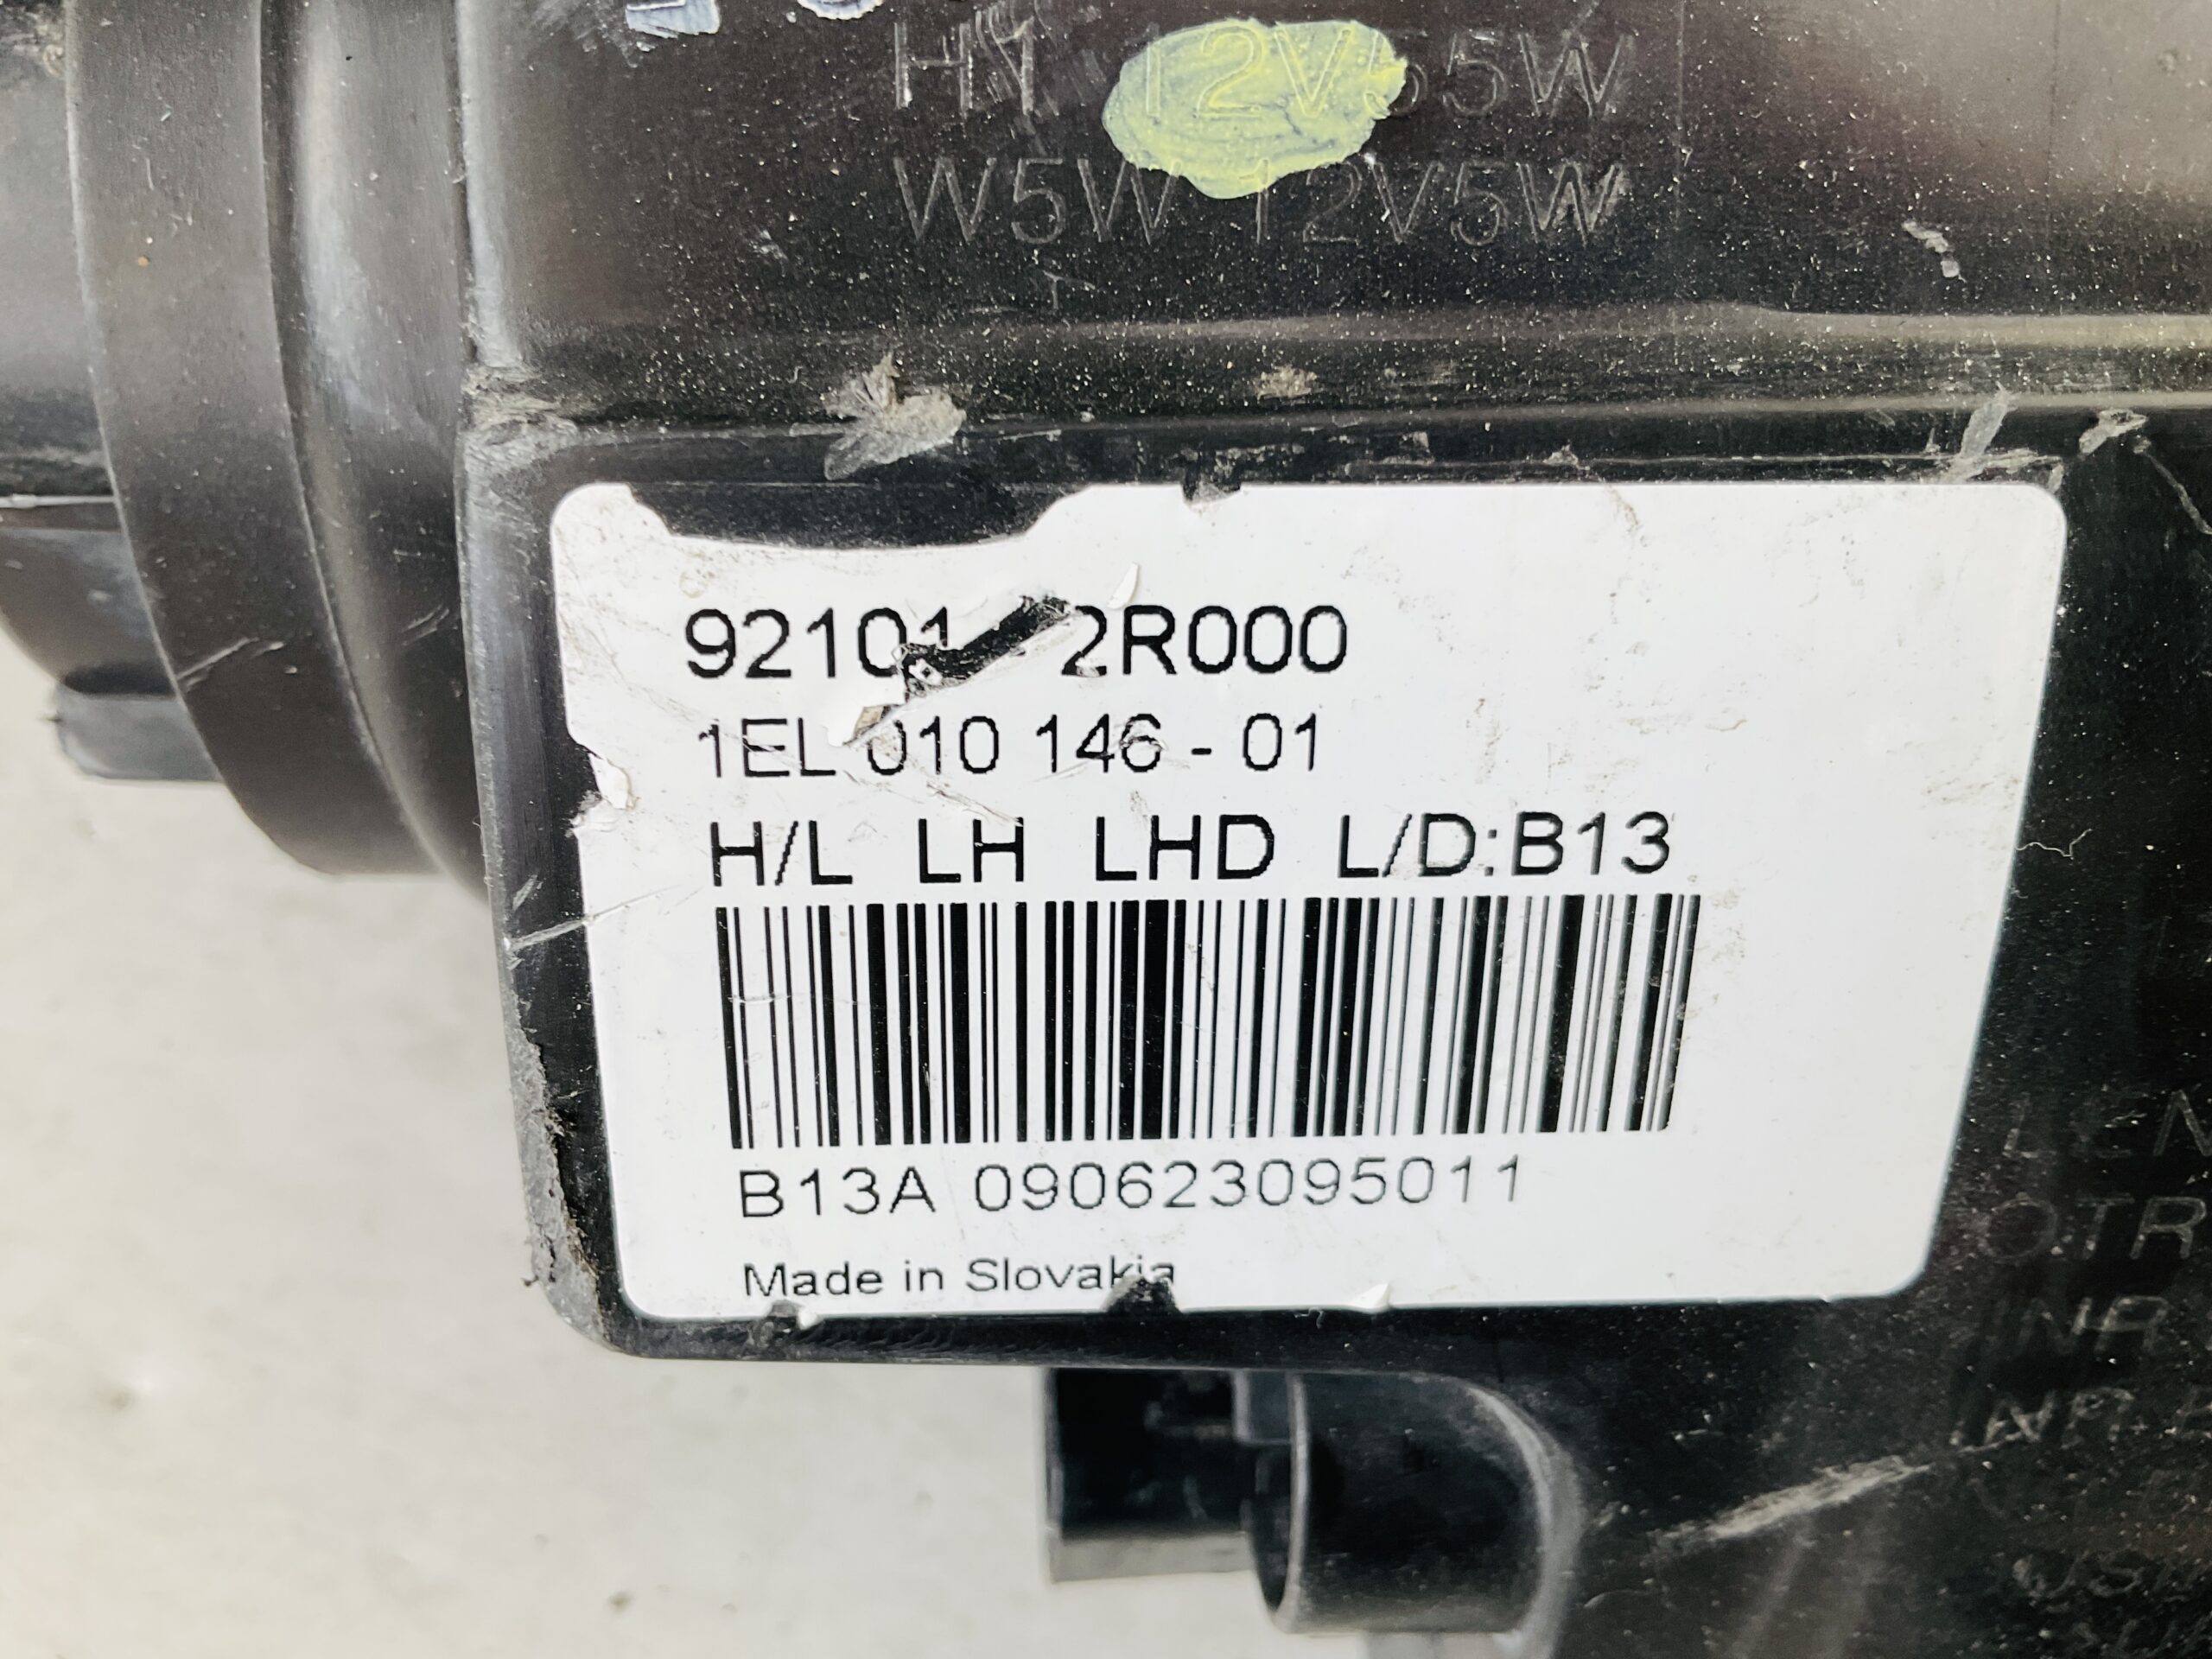 12V55W
W5W 12V5W
92101 2R000
1EL 010 146 - 01
H/L LH LHD L/D:B13
B13A 090623095011
Made in Slovakia